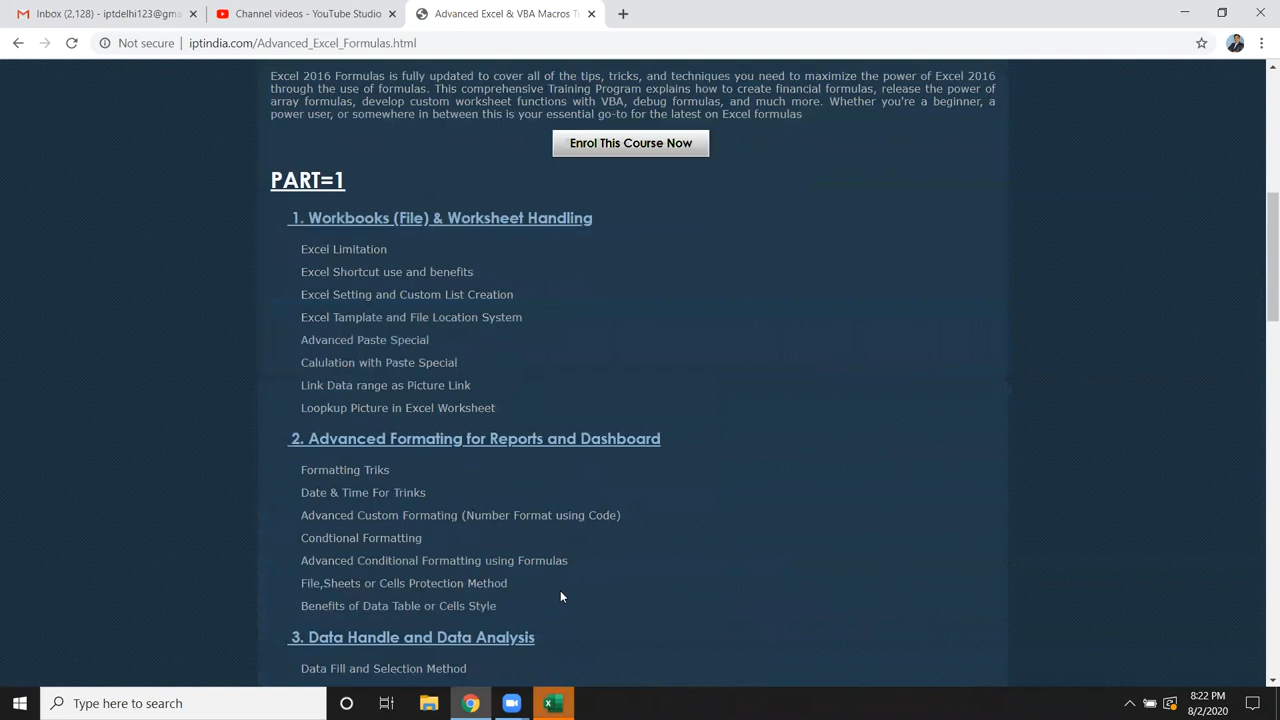 Inbox (2,128) - iptdelhi123@gma
Channel videos - YouTube Studio
Advanced Excel & VBA Macros Tr
Not secure
iptindia.com/Advanced_Excel_Formulas.html
Excel 2016 Formulas is fully updated to cover all of the tips, tricks, and techniques you need to maximize the power of Excel 2016
through the use of formulas. This comprehensive Training Program explains how to create financial formulas, release the power of
array formulas, develop custom worksheet functions with VBA, debug formulas, and much more. Whether you're a beginner, a
power user, or somewhere in between this is your essential go-to for the latest on Excel formulas
Enrol This Course Now
PART=1
1. Workbooks (File) & Worksheet Handling
Excel Limitation
Excel Shortcut use and benefits
Excel Setting and Custom List Creation
Excel Tamplate and File Location System
Advanced Paste Special
Calulation with Paste Special
Link Data range as Picture Link
Loopkup Picture in Excel Worksheet
2. Advanced Formating for Reports and Dashboard
Formatting Triks
Date & Time For Trinks
Advanced Custom Formating (Number Format using Code)
Condtional Formatting
Advanced Conditional Formatting using Formulas
File,Sheets or Cells Protection Method
Benefits of Data Table or Cells Style
3. Data Handle and Data Analysis
Data Fill and Selection Method
Type here to search
8:22 PM
8/2/2020